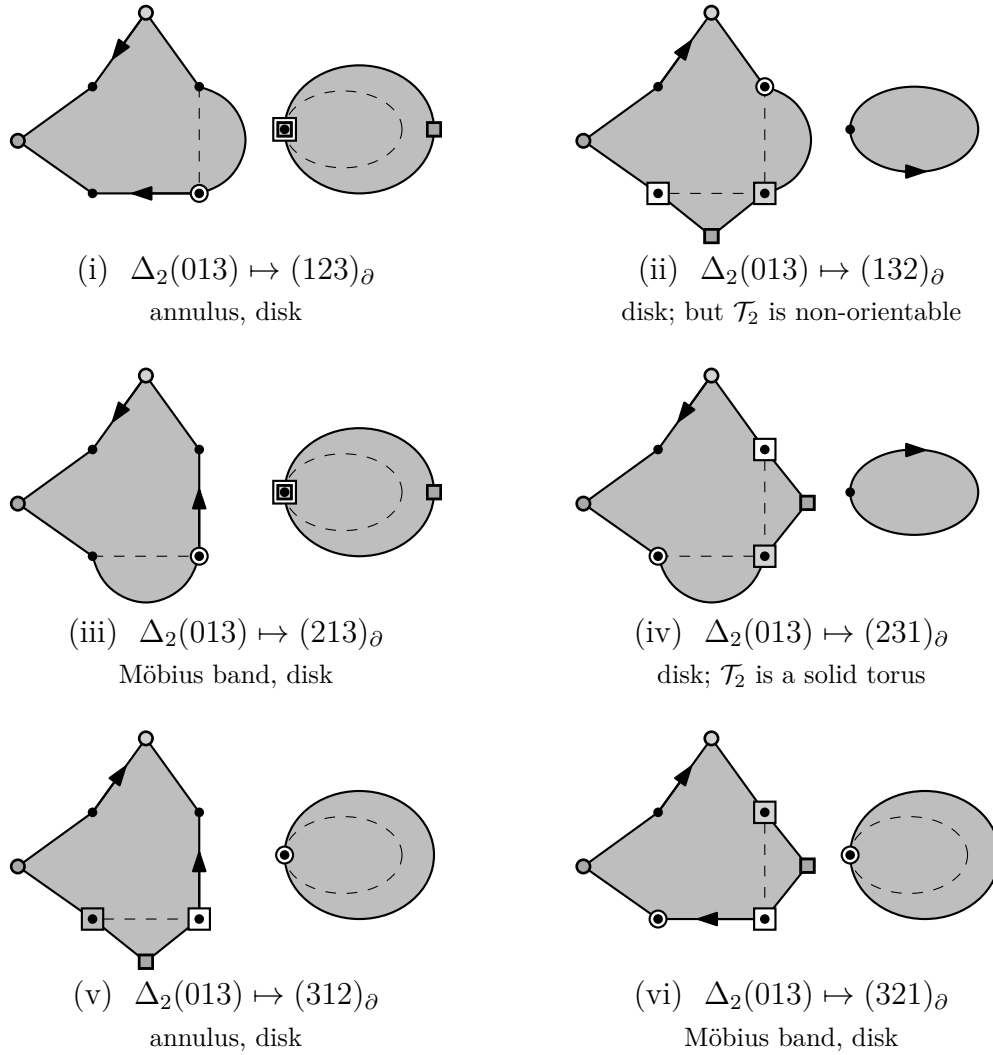 (i) Δ₂(013) ↦ (123)∂
annulus, disk
(ii) Δ₂(013) ↦ (132)∂
disk; but 𝒯₂ is non-orientable
(iii) Δ₂(013) ↦ (213)∂
Möbius band, disk
(iv) Δ₂(013) ↦ (231)∂
disk; 𝒯₂ is a solid torus
(v) Δ₂(013) ↦ (312)∂
annulus, disk
(vi) Δ₂(013) ↦ (321)∂
Möbius band, disk